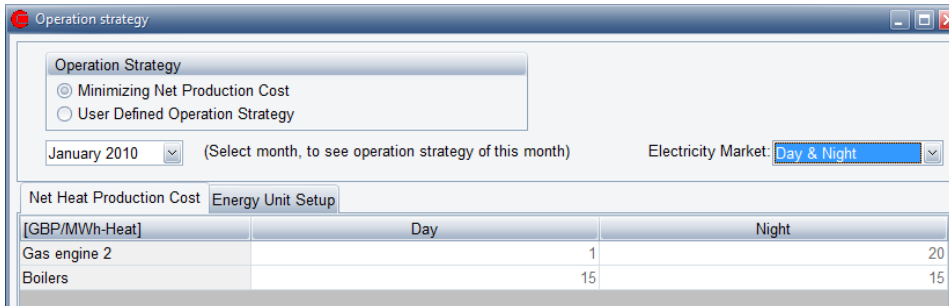 Operation strategy
Operation Strategy
Minimizing Net Production Cost
User Defined Operation Strategy
January 2010 (Select month, to see operation strategy of this month) Electricity Market: Day & Night
Net Heat Production Cost Energy Unit Setup
[GBP/MWh-Heat] Day Night
Gas engine 2 1 20
Boilers 15 15